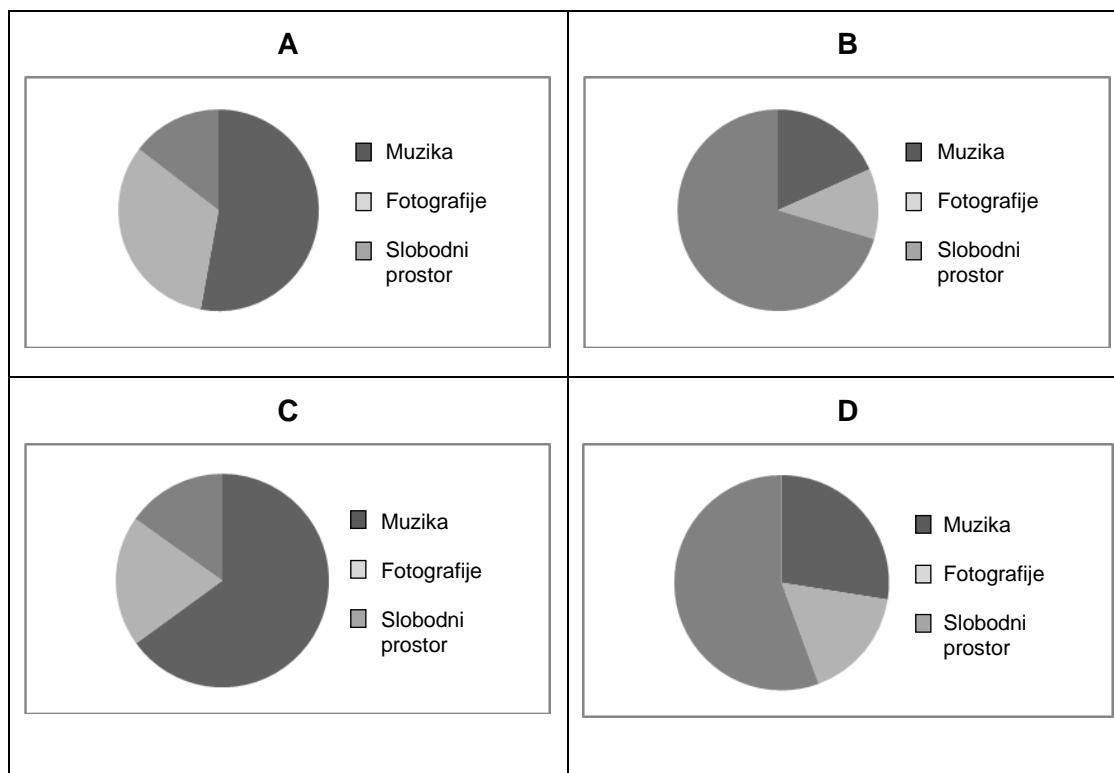 A
Muzika
Fotografije
Slobodni
prostor
B
Muzika
Fotografije
Slobodni
prostor
C
Muzika
Fotografije
Slobodni
prostor
D
Muzika
Fotografije
Slobodni
prostor